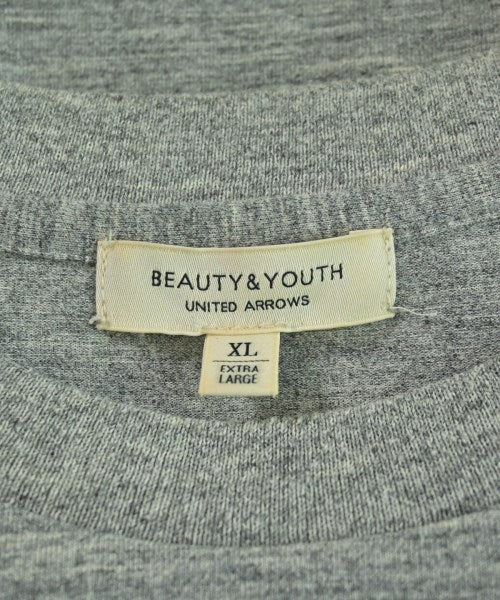 BEAUTY&YOUTH
UNITED ARROWS
XL
EXTRA
LARGE